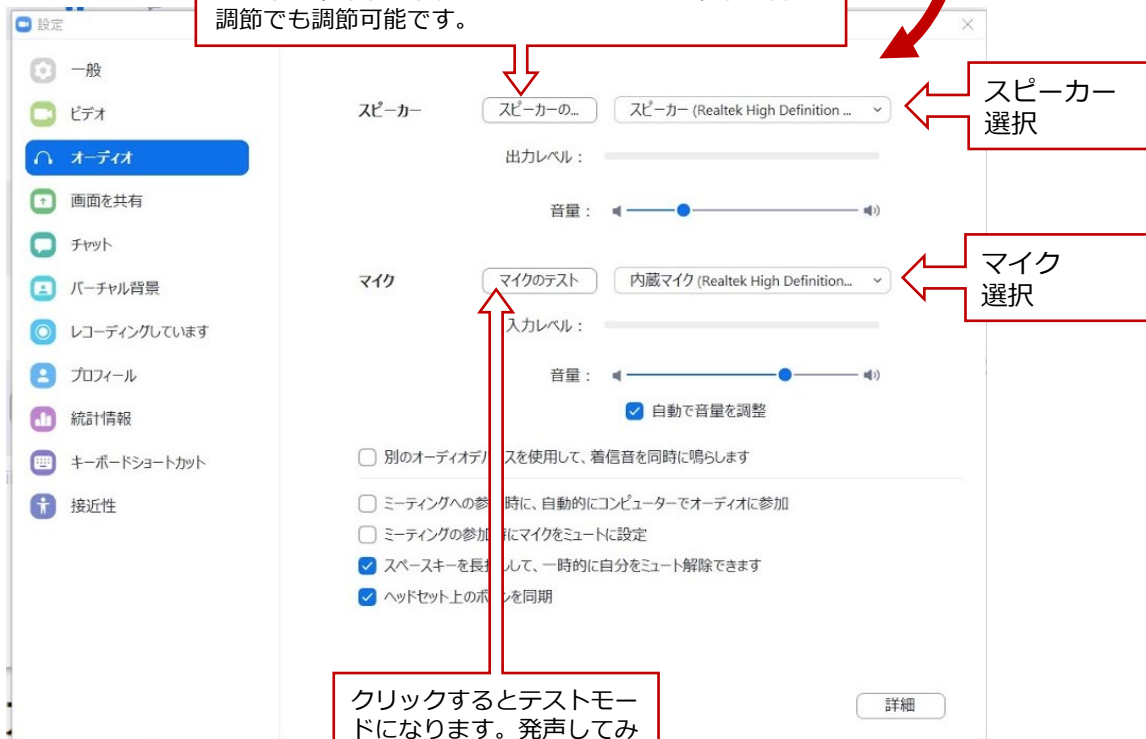 調節でも調節可能です。
設定
一般
ビデオ
オーディオ
画面を共有
チャット
バーチャル背景
レコーディングしています
プロフィール
統計情報
キーボードショートカット
接近性
スピーカー
スピーカーの...
スピーカー (Realtek High Definition ...
出力レベル：
音量：
マイク
マイクのテスト
内蔵マイク (Realtek High Definition...
入力レベル：
音量：
自動で音量を調整
別のオーディオデバイスを使用して、着信音を同時に鳴らします
ミーティングへの参加時に、自動的にコンピューターでオーディオに参加
ミーティングの参加時にマイクをミュートに設定
スペースキーを長押しして、一時的に自分をミュート解除できます
ヘッドセット上のボタンを同期
詳細
スピーカー
選択
マイク
選択
クリックするとテストモー
ドになります。発声してみ